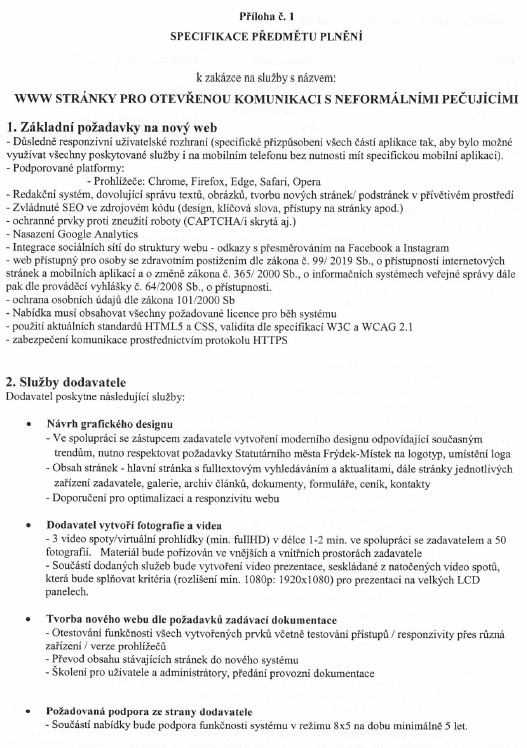 Příloha č. 1
SPECIFIKACE PŘEDMĚTU PLNĚNÍ
k zakázce na služby s názvem:
WWW STRÁNKY PRO OTEVŘENOU KOMUNIKACI S NEFORMÁLNÍMI PEČUJÍCÍMI
1. Základní požadavky na nový web
- Důsledně responzivní uživatelské rozhraní (specifické přizpůsobení všech částí aplikace tak, aby bylo možné
využívat všechny poskytované služby i na mobilním telefonu bez nutnosti mít specifickou mobilní aplikaci).
- Podporované platformy:
- Prohlížeče: Chrome, Firefox, Edge, Safari, Opera
- Redakční systém, dovolující správu textu, obrázků, tvorbu nových stránek/ podstránek v přívětivém prostředí
- Zvládnuté SEO ve zdrojovém kódu (design, klíčová slova, přístupy na stránky apod.)
- ochranné prvky proti zneužití roboty (CAPTCHA/i skrytá aj.)
- Nasazení Google Analytics
- Integrace sociálních sítí do struktury webu - odkazy s přesměrováním na Facebook a Instagram
- web přístupný pro osoby se zdravotním postižením dle zákona č. 99/ 2019 Sb., o přístupnosti internetových
stránek a mobilních aplikací a o změně zákona č. 365/ 2000 Sb., o informačních systémech veřejné správy dále
pak dle prováděcí vyhlášky č. 64/2008 Sb., o přístupnosti.
- ochrana osobních údajů dle zákona 101/2000 Sb
- Nabídka musí obsahovat všechny požadované licence pro běh systému
- použití aktuálních standardů HTML5 a CSS, validita dle specifikací W3C a WCAG 2.1
- zabezpečení komunikace prostřednictvím protokolu HTTPS
2. Služby dodavatele
Dodavatel poskytne následující služby:
• Návrh grafického designu
- Ve spolupráci se zástupcem zadavatele vytvoření moderního designu odpovídající současným
trendům, nutno respektovat požadavky Statutárního města Frýdek-Místek na logotyp, umístění loga
- Obsah stránek - hlavní stránka s fulltextovým vyhledáváním a aktualitami, dále stránky jednotlivých
zařízení zadavatele, galerie, archiv článků, dokumenty, formuláře, ceník, kontakty
- Doporučení pro optimalizaci a responzivitu webu
• Dodavatel vytvoří fotografie a videa
- 3 video spoty/virtuální prohlídky (min. fullHD) v délce 1-2 min. ve spolupráci se zadavatelem a 50
fotografií. Materiál bude pořizován ve vnějších a vnitřních prostorách zadavatele
- Součástí dodaných služeb bude vytvoření video prezentace, seskládané z natočených video spotů,
která bude splňovat kritéria (rozlišení min. 1080p: 1920x1080) pro prezentaci na velkých LCD
panelech.
• Tvorba nového webu dle požadavků zadávací dokumentace
- Otestování funkčnosti všech vytvořených prvků včetně testování přístupů / responzivity přes různá
zařízení / verze prohlížečů
- Převod obsahu stávajících stránek do nového systému
- Školení pro uživatele a administrátory, předání provozní dokumentace
• Požadovaná podpora ze strany dodavatele
- Součástí nabídky bude podpora funkčnosti systému v režimu 8x5 na dobu minimálně 5 let.